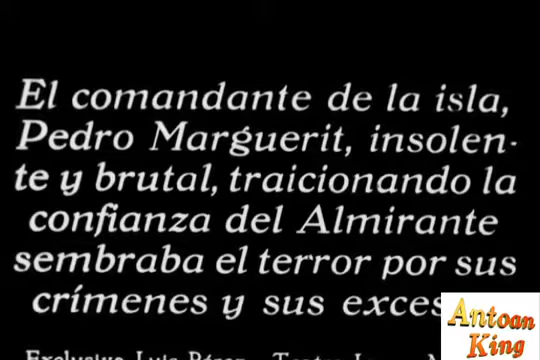 El comandante de la isla,
Pedro Marguerit, insolen-
te y brutal, traicionando la
confianza del Almirante
sembraba el terror por sus
crímenes y sus
Antoan
King